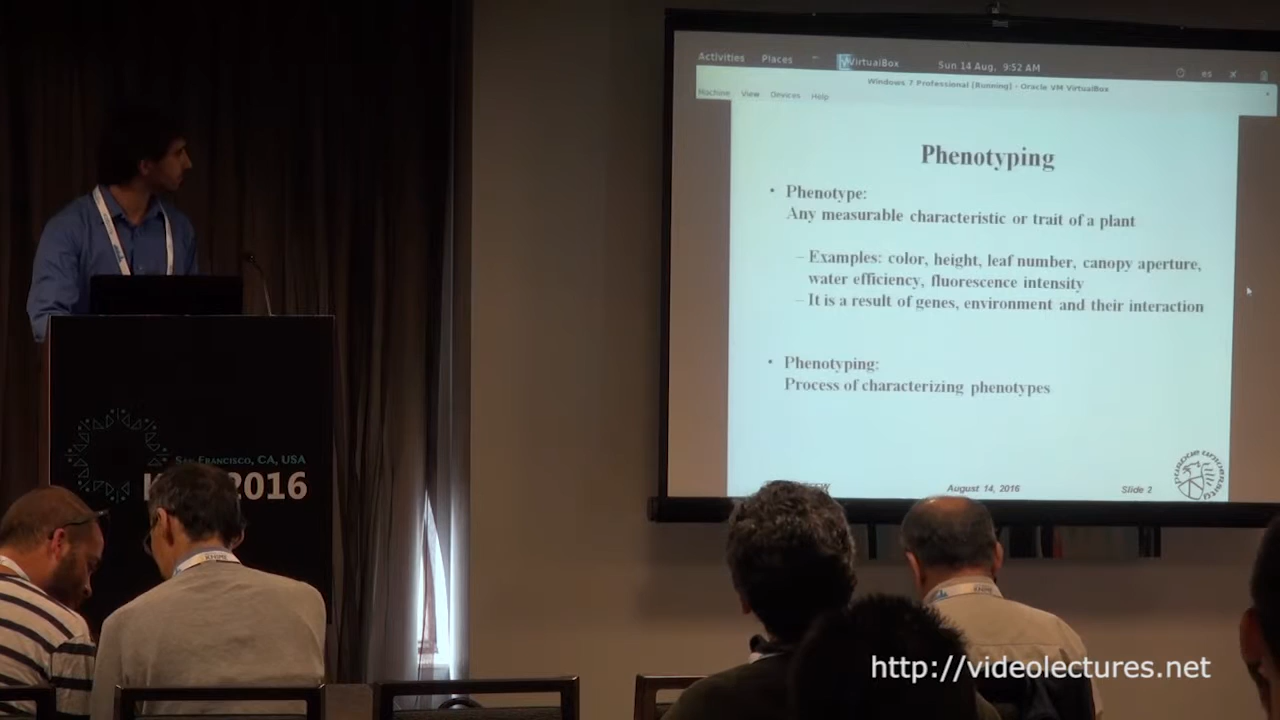 Activities Places VirtualBox Sun 14 Aug, 9:52 AM es
Windows 7 Professional [Running] - Oracle VM VirtualBox
Machine View Devices Help
Phenotyping
• Phenotype:
Any measurable characteristic or trait of a plant
– Examples: color, height, leaf number, canopy aperture,
water efficiency, fluorescence intensity
– It is a result of genes, environment and their interaction
• Phenotyping:
Process of characterizing phenotypes
August 14, 2016 Slide 2
San Francisco, CA, USA
2016
KNIME
http://videolectures.net